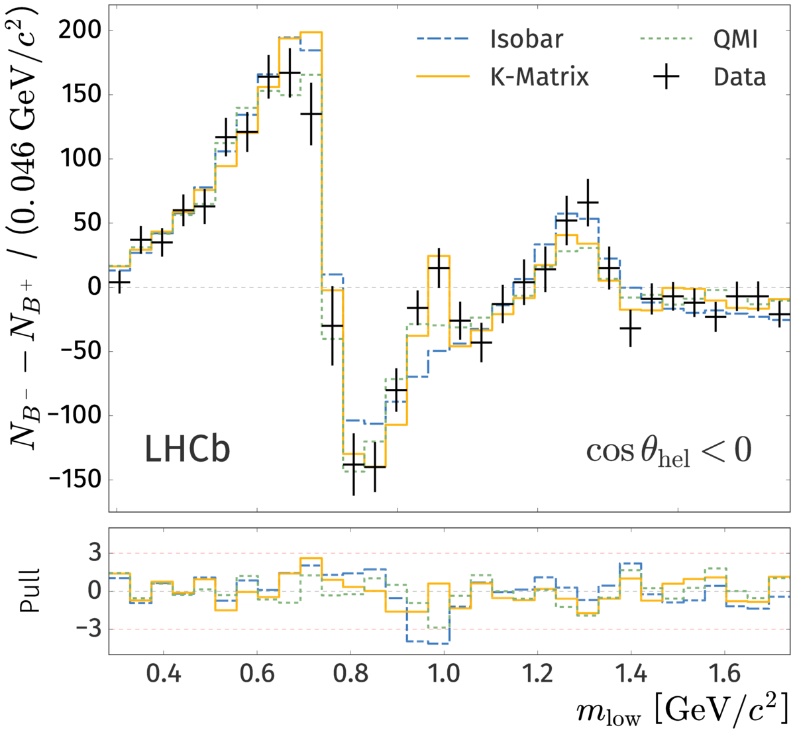 N_{B^-} − N_{B^+} / (0.046 GeV/c²)
200
150
100
50
0
−50
−100
−150
Isobar
K-Matrix
QMI
Data
LHCb
cos θ_hel < 0
Pull
3
0
−3
0.4 0.6 0.8 1.0 1.2 1.4 1.6
m_low [GeV/c²]